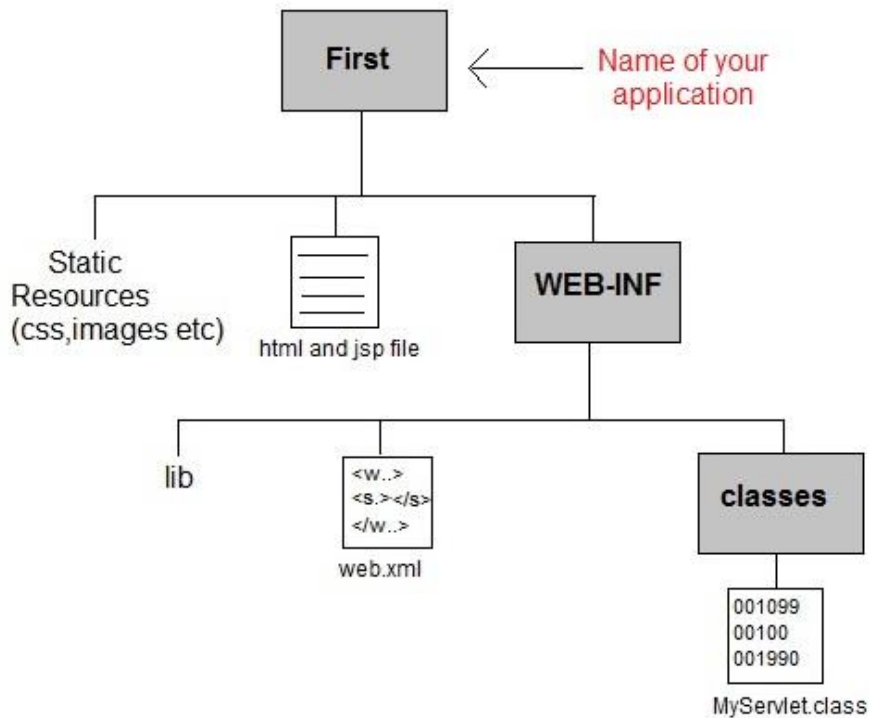 First
Name of your
application
Static
Resources
(css,images etc)
html and jsp file
WEB-INF
lib
<w..>
<s.></s>
</w..>
web.xml
classes
001099
00100
001990
MyServlet.class